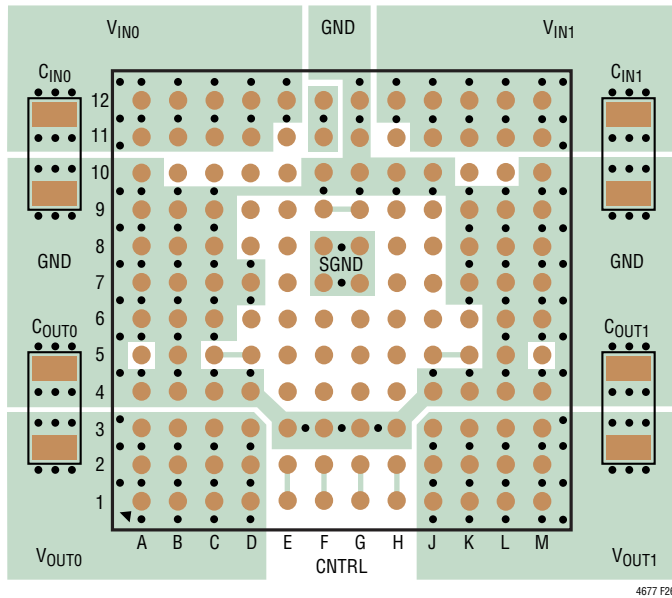 VIN0 GND VIN1
CIN0 CIN1
12
11
10
9
8
SGND
GND 7 GND
6
COUT0 COUT1
5
4
3
2
1
A B C D E F G H J K L M
VOUT0 CNTRL VOUT1
4677 F26